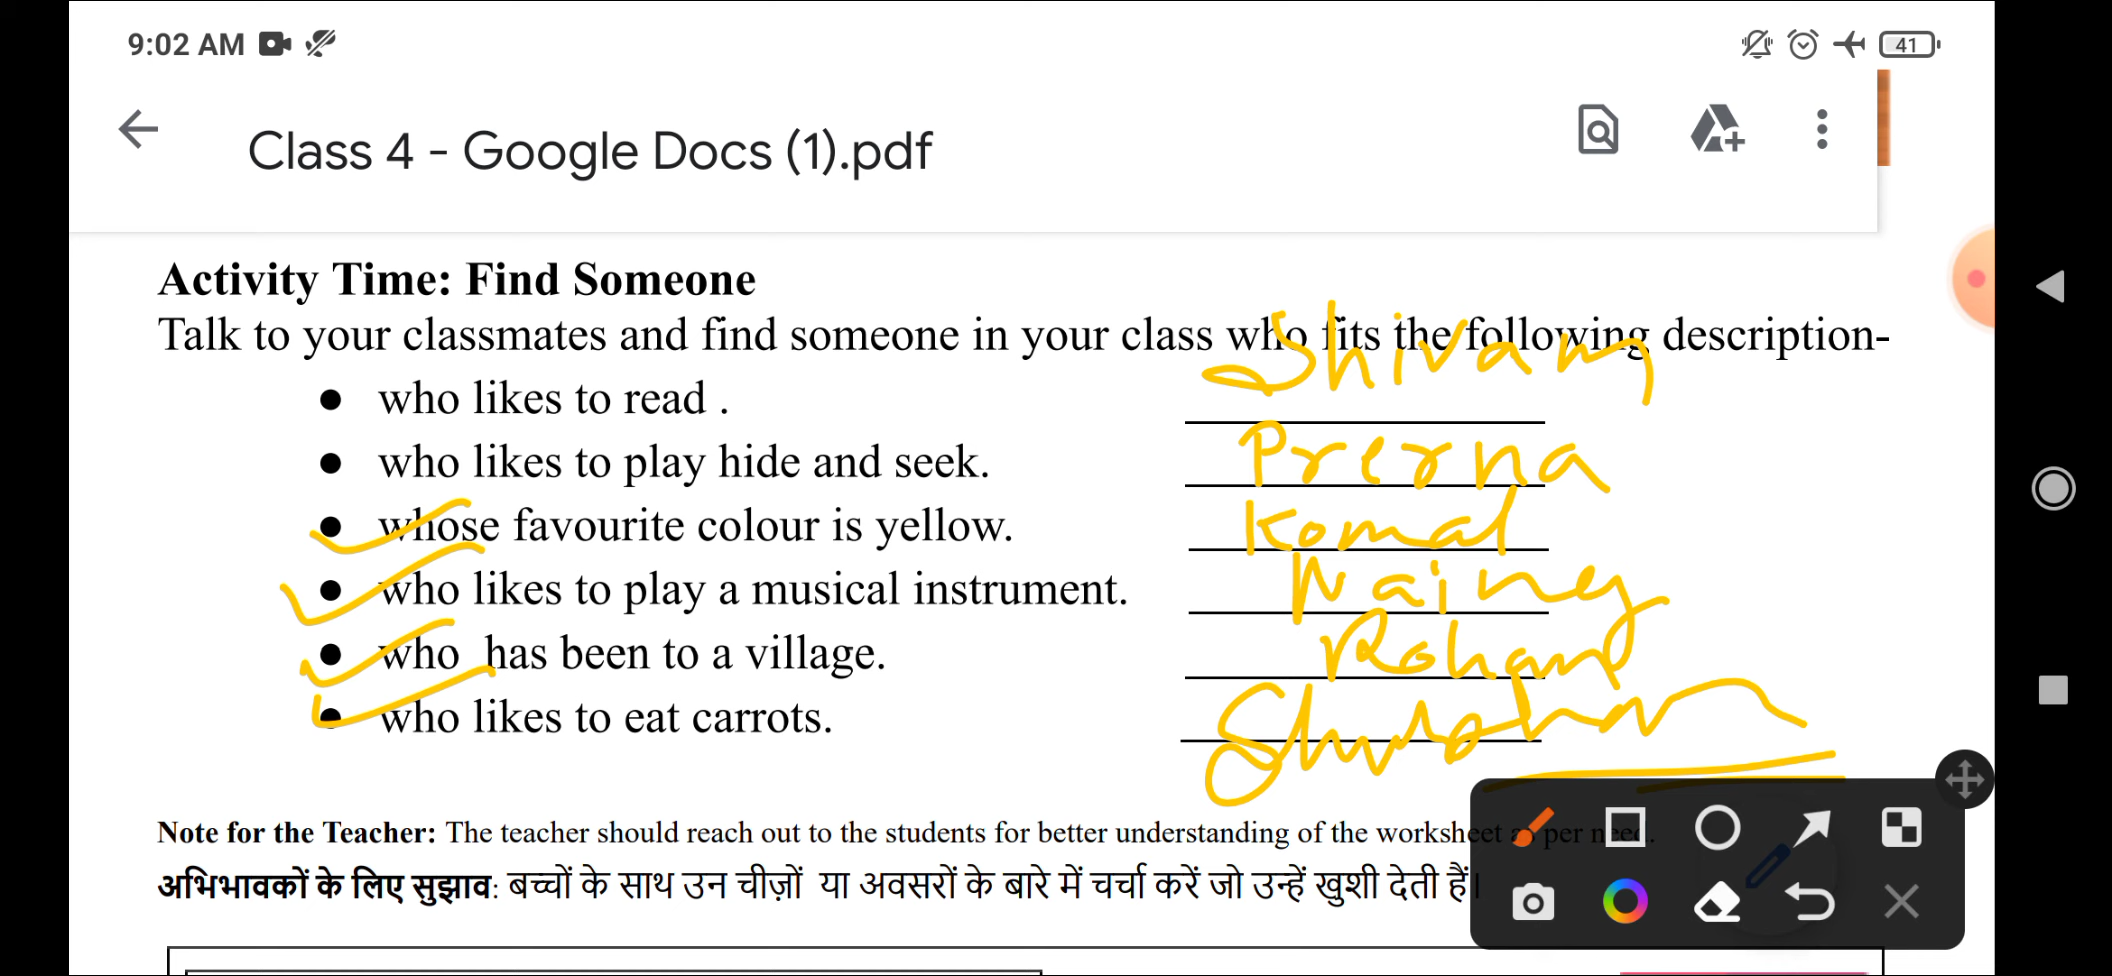 9:02 AM 41
Class 4 - Google Docs (1).pdf
Activity Time: Find Someone
Talk to your classmates and find someone in your class who fits the following description-
● who likes to read . Shivam
● who likes to play hide and seek. Prerna
● whose favourite colour is yellow. Komal
● who likes to play a musical instrument.
● who has been to a village. Rohan
● who likes to eat carrots.
Note for the Teacher: The teacher should reach out to the students for better understanding of the worksheet as per need.
अभिभावकों के लिए सुझाव: बच्चों के साथ उन चीज़ों या अवसरों के बारे में चर्चा करें जो उन्हें खुशी देती हैं।